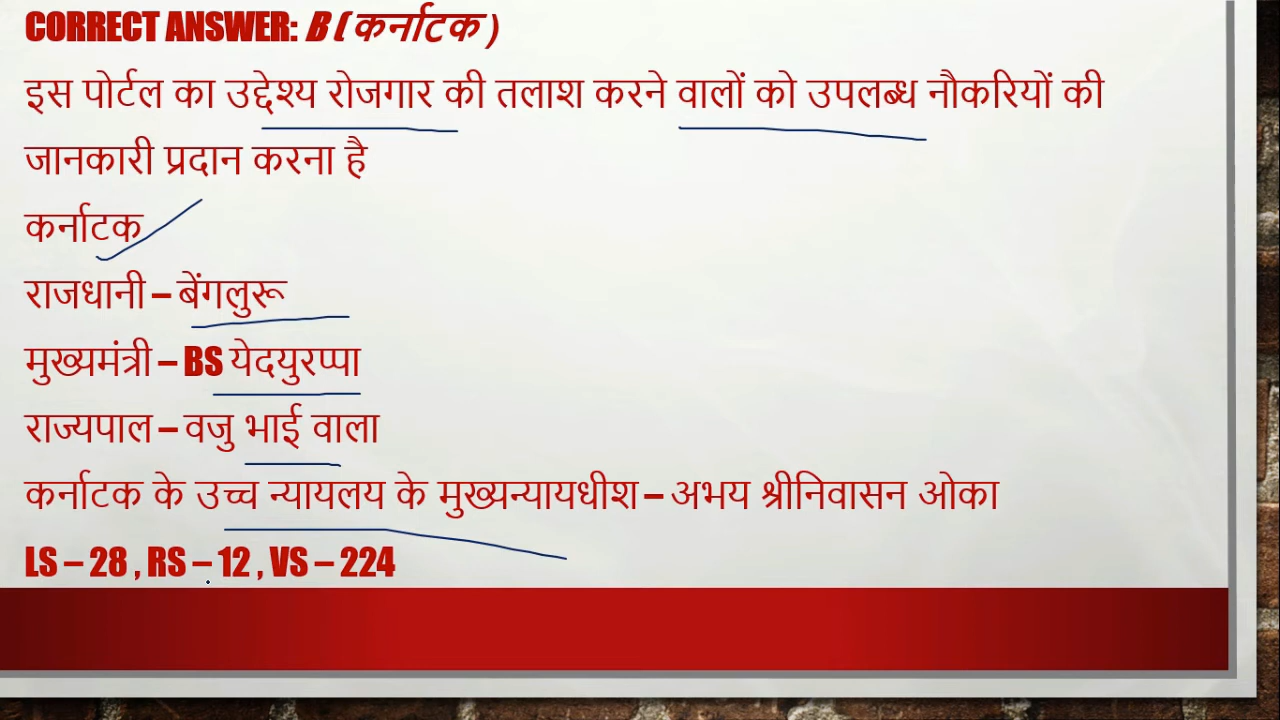 CORRECT ANSWER: B ( कर्नाटक )
इस पोर्टल का उद्देश्य रोजगार की तलाश करने वालों को उपलब्ध नौकरियों की
जानकारी प्रदान करना है
कर्नाटक
राजधानी – बेंगलुरू
मुख्यमंत्री – BS येदयुरप्पा
राज्यपाल – वजु भाई वाला
कर्नाटक के उच्च न्यायलय के मुख्यन्यायधीश – अभय श्रीनिवासन ओका
LS – 28 , RS – 12 , VS – 224